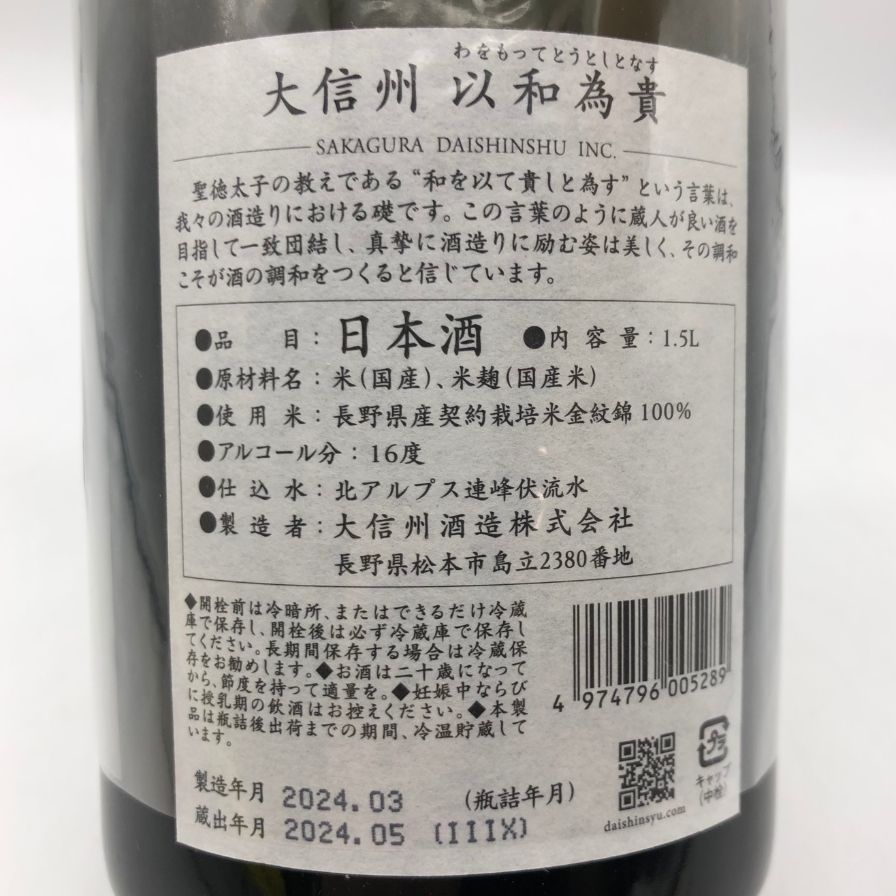 わをもってとうとしとなす
大信州 以和為貴
SAKAGURA DAISHINSHU INC.
聖徳太子の教えである“和を以て貴しと為す”という言葉は、
我々の酒造りにおける礎です。この言葉のように蔵人が良い酒を
目指して一致団結し、真摯に酒造りに励む姿は美しく、その調和
こそが酒の調和をつくると信じています。
●品　目：日本酒 ●内容量：1.5L
●原材料名：米（国産）、米麹（国産米）
●使用米：長野県産契約栽培米金紋錦100%
●アルコール分：16度
●仕込水：北アルプス連峰伏流水
●製造者：大信州酒造株式会社
長野県松本市島立2380番地
◆開栓前は冷暗所、またはできるだけ冷蔵
庫で保存し、開栓後は必ず冷蔵庫で保存し
てください。長期間保存する場合は冷蔵保
存をお勧めします。◆お酒は二十歳になって
から、節度を持って適量を。◆妊娠中ならび
に授乳期の飲酒はお控えください。◆本製
品は瓶詰後出荷までの期間、冷温貯蔵して
います。
4 974796 005289
プラ
キャップ
（中栓）
daishinsyu.com
製造年月 2024.03 （瓶詰年月）
蔵出年月 2024.05 (IIIX)